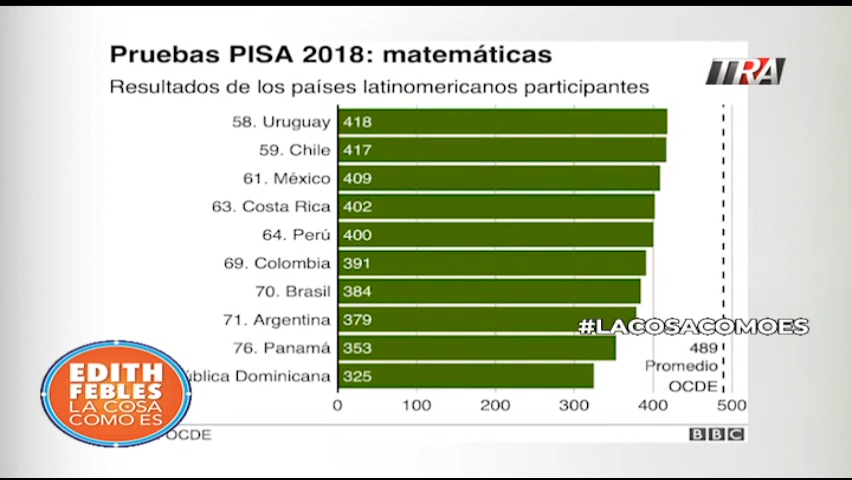 Pruebas PISA 2018: matemáticas
TRA
Resultados de los países latinomericanos participantes
58. Uruguay 418
59. Chile 417
61. México 409
63. Costa Rica 402
64. Perú 400
69. Colombia 391
70. Brasil 384
71. Argentina 379
#LACOSACOMOES
76. Panamá 353
489
Promedio
OCDE
Dominicana 325
0 100 200 300 400 500
EDITH
FEBLES
LA COSA
COMO ES
OCDE
BBC